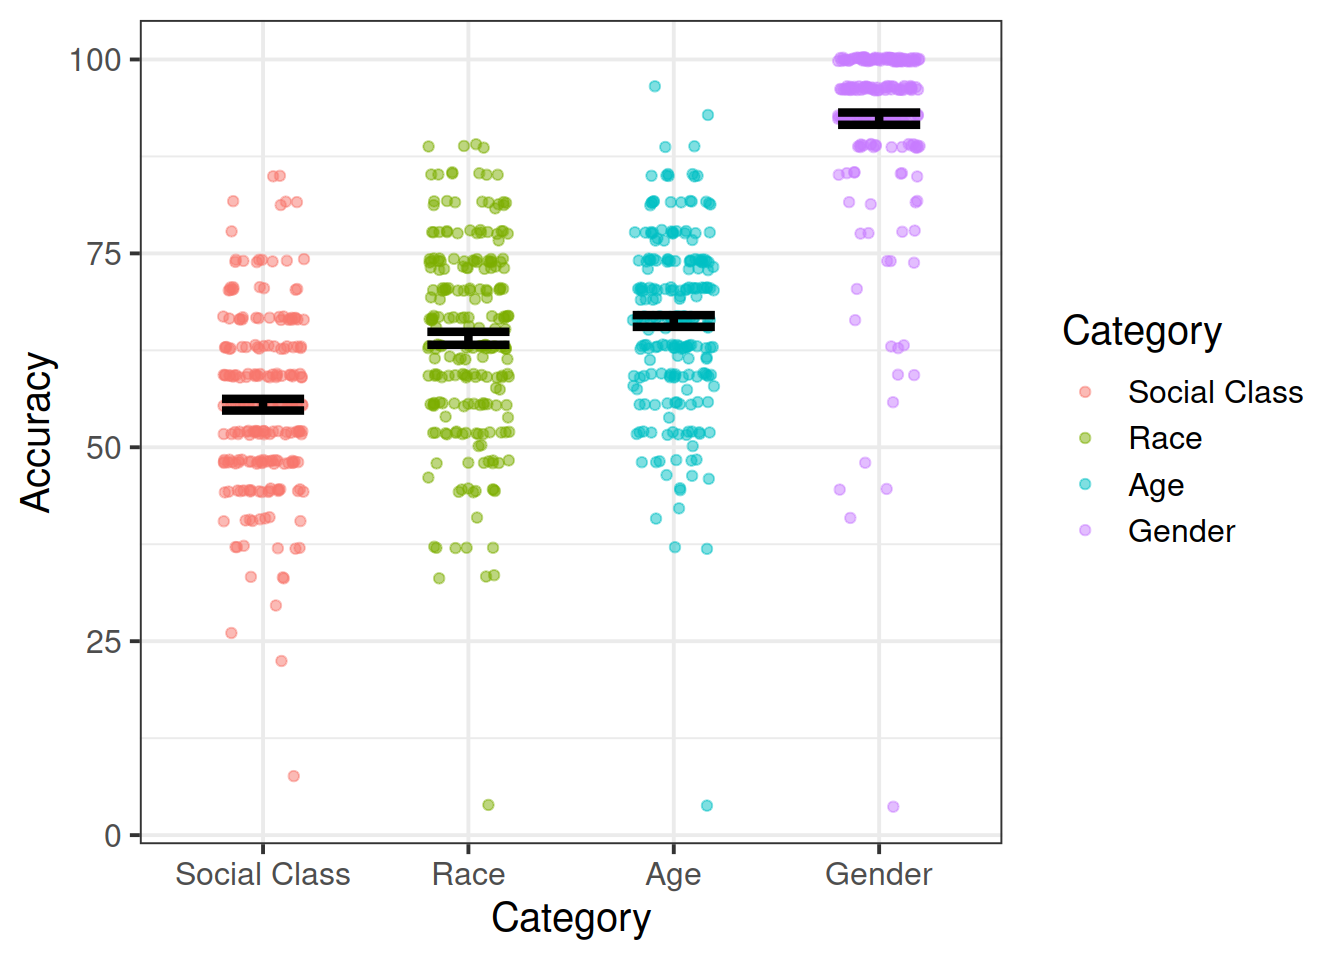 100
75
50
25
0
Accuracy
Social Class
Race
Age
Gender
Category
Category
Social Class
Race
Age
Gender